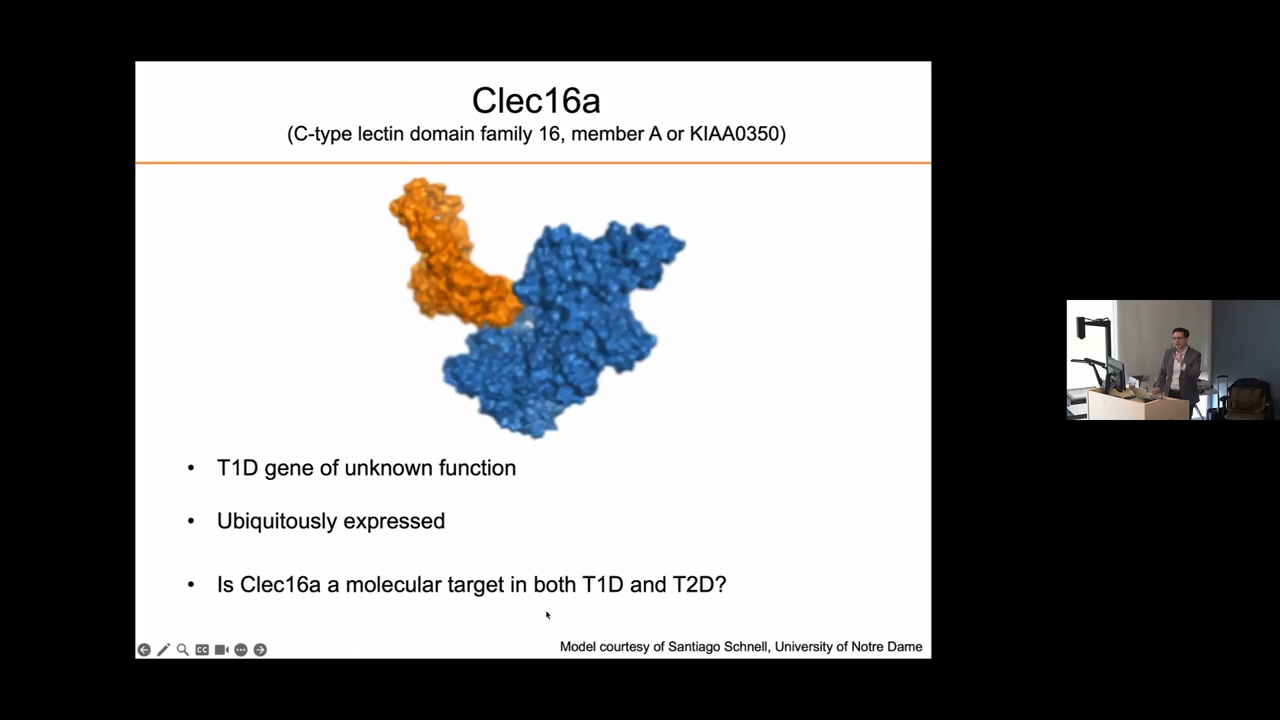 Clec16a
(C-type lectin domain family 16, member A or KIAA0350)
• T1D gene of unknown function
• Ubiquitously expressed
• Is Clec16a a molecular target in both T1D and T2D?
CC
Model courtesy of Santiago Schnell, University of Notre Dame